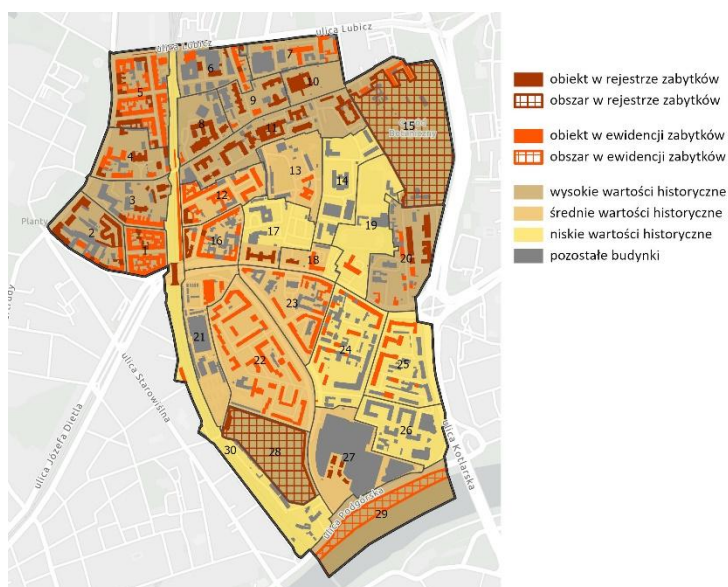 ulica Lubicz
ulica Lubicz
7
6
5
10
9
8
11
15
4
13
14
3
12
Planty
2
16
17
19
1
18
20
23
21
22
24
25
26
27
28
30
29
ulica Józefa Dietla
ulica Starowiślna
ulica Podgórska
ulica Kotlarska
obiekt w rejestrze zabytków
obszar w rejestrze zabytków
obiekt w ewidencji zabytków
obszar w ewidencji zabytków
wysokie wartości historyczne
średnie wartości historyczne
niskie wartości historyczne
pozostałe budynki